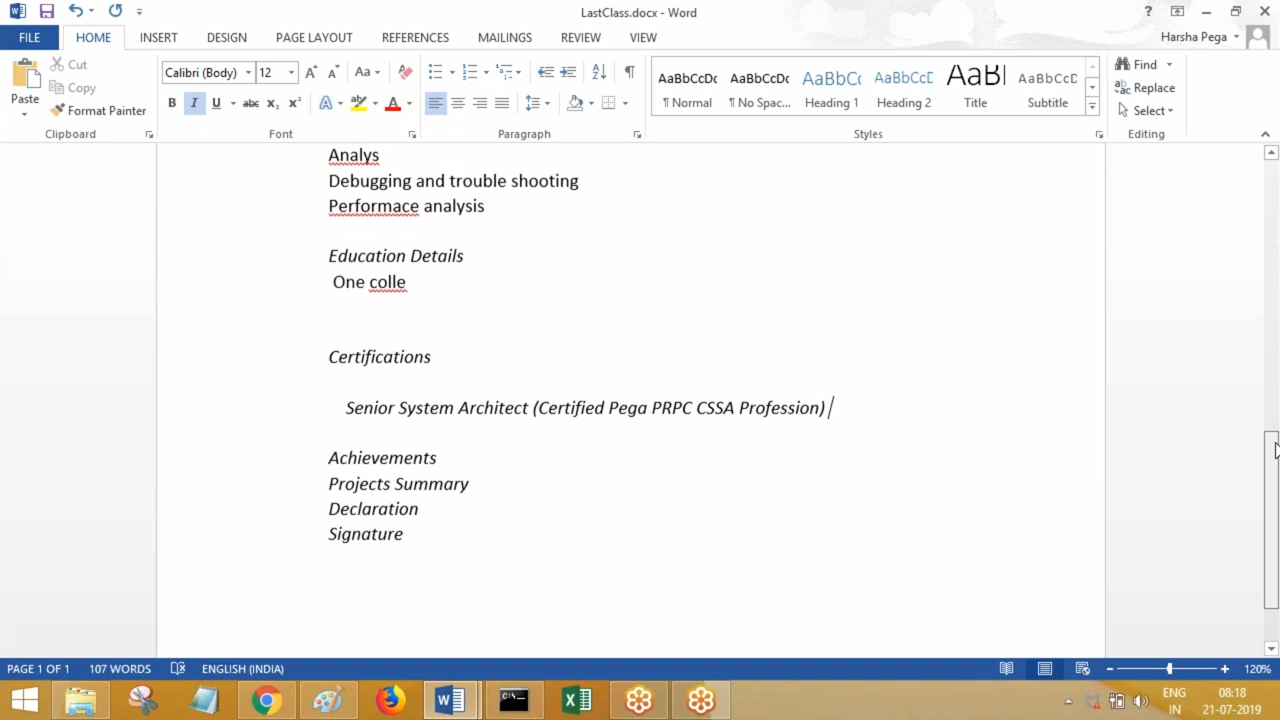 LastClass.docx - Word
Harsha Pega
FILE HOME INSERT DESIGN PAGE LAYOUT REFERENCES MAILINGS REVIEW VIEW
Paste
Cut
Copy
Format Painter
Clipboard
Calibri (Body) 12
Font
Paragraph
AaBbCcDc AaBbCcDc AaBbCc AaBbCcD AaB AaBbCcD
¶ Normal ¶ No Spac... Heading 1 Heading 2 Title Subtitle
Styles
Find
Replace
Select
Editing
Analys
Debugging and trouble shooting
Performace analysis
Education Details
One colle
Certifications
Senior System Architect (Certified Pega PRPC CSSA Profession)
Achievements
Projects Summary
Declaration
Signature
PAGE 1 OF 1 107 WORDS ENGLISH (INDIA) 120%
ENG 08:18
IN 21-07-2019